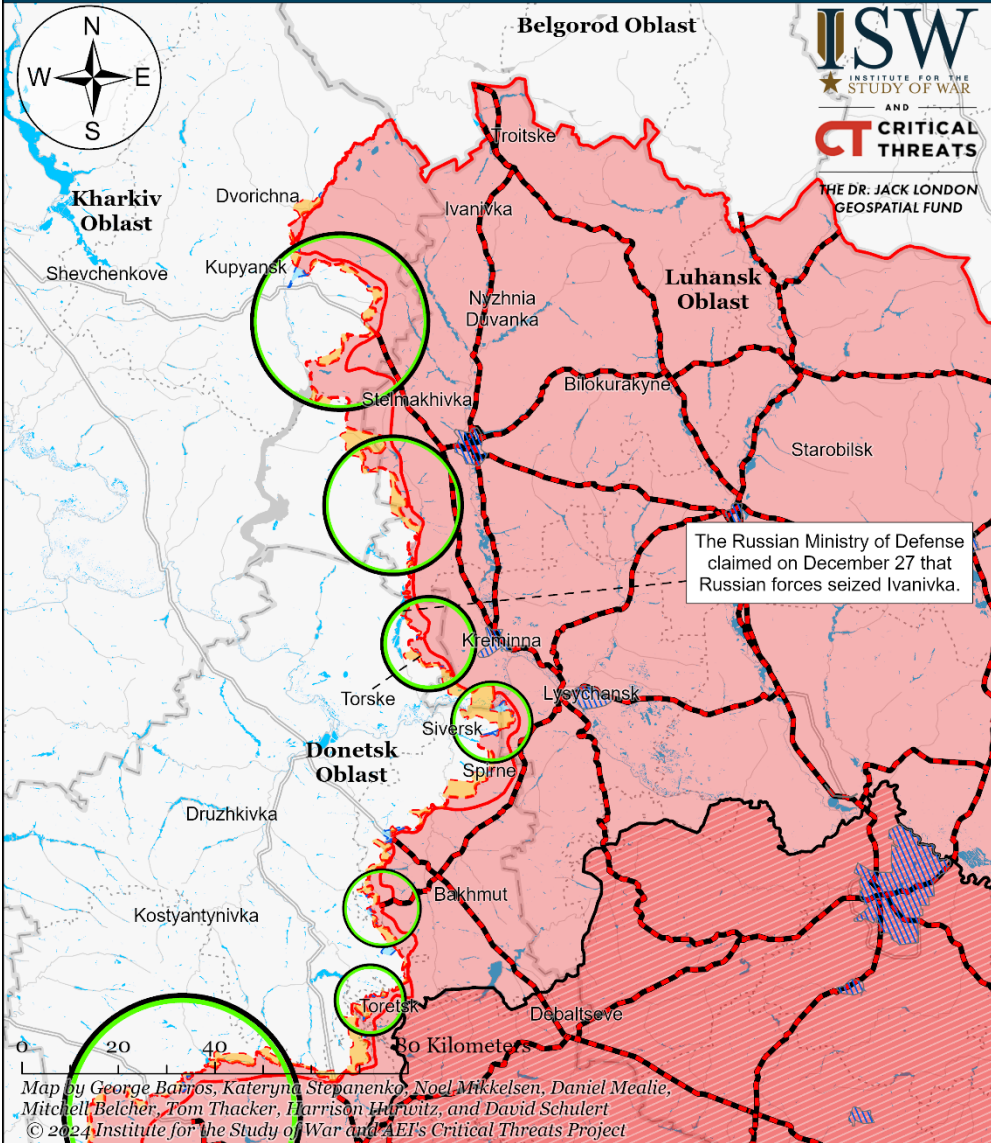 Belgorod Oblast
N
W
E
S
ISW
INSTITUTE FOR THE
STUDY OF WAR
AND
CT CRITICAL
THREATS
THE DR. JACK LONDON
GEOSPATIAL FUND
Troitske
Kharkiv
Oblast
Dvorichna
Ivanivka
Shevchenkove
Kupyansk
Luhansk
Oblast
Nyzhnia
Duvanka
Bilokurakyne
Stelmakhivka
Starobilsk
The Russian Ministry of Defense
claimed on December 27 that
Russian forces seized Ivanivka.
Kreminna
Torske
Lysychansk
Siversk
Donetsk
Oblast
Spirne
Druzhkivka
Bakhmut
Kostyantynivka
Toretsk
Debaltseve
0 20 40 80 Kilometers
Map by George Barros, Kateryna Stepanenko, Noel Mikkelsen, Daniel Mealie,
Mitchell Belcher, Tom Thacker, Harrison Hurwitz, and David Schulert
© 2024 Institute for the Study of War and AEI's Critical Threats Project